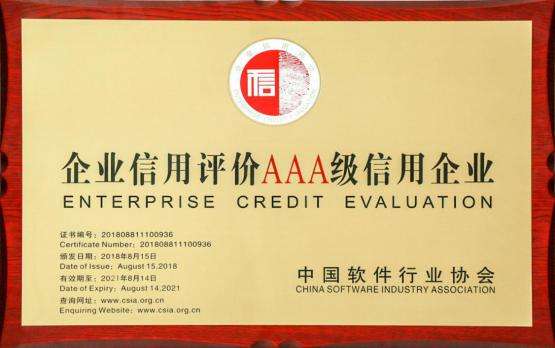 信
企业信用评价AAA级信用企业
ENTERPRISE CREDIT EVALUATION
证书编号：201808811100936
Certificate Number：201808811100936
颁发日期：2018年8月15日
Date of Issue：August 15,2018
有效期至：2021年8月14日
Date of Expiry：August 14,2021
查询网址：www.csia.org.cn
Enquiring Website：www.csia.org.cn
中国软件行业协会
CHINA SOFTWARE INDUSTRY ASSOCIATION